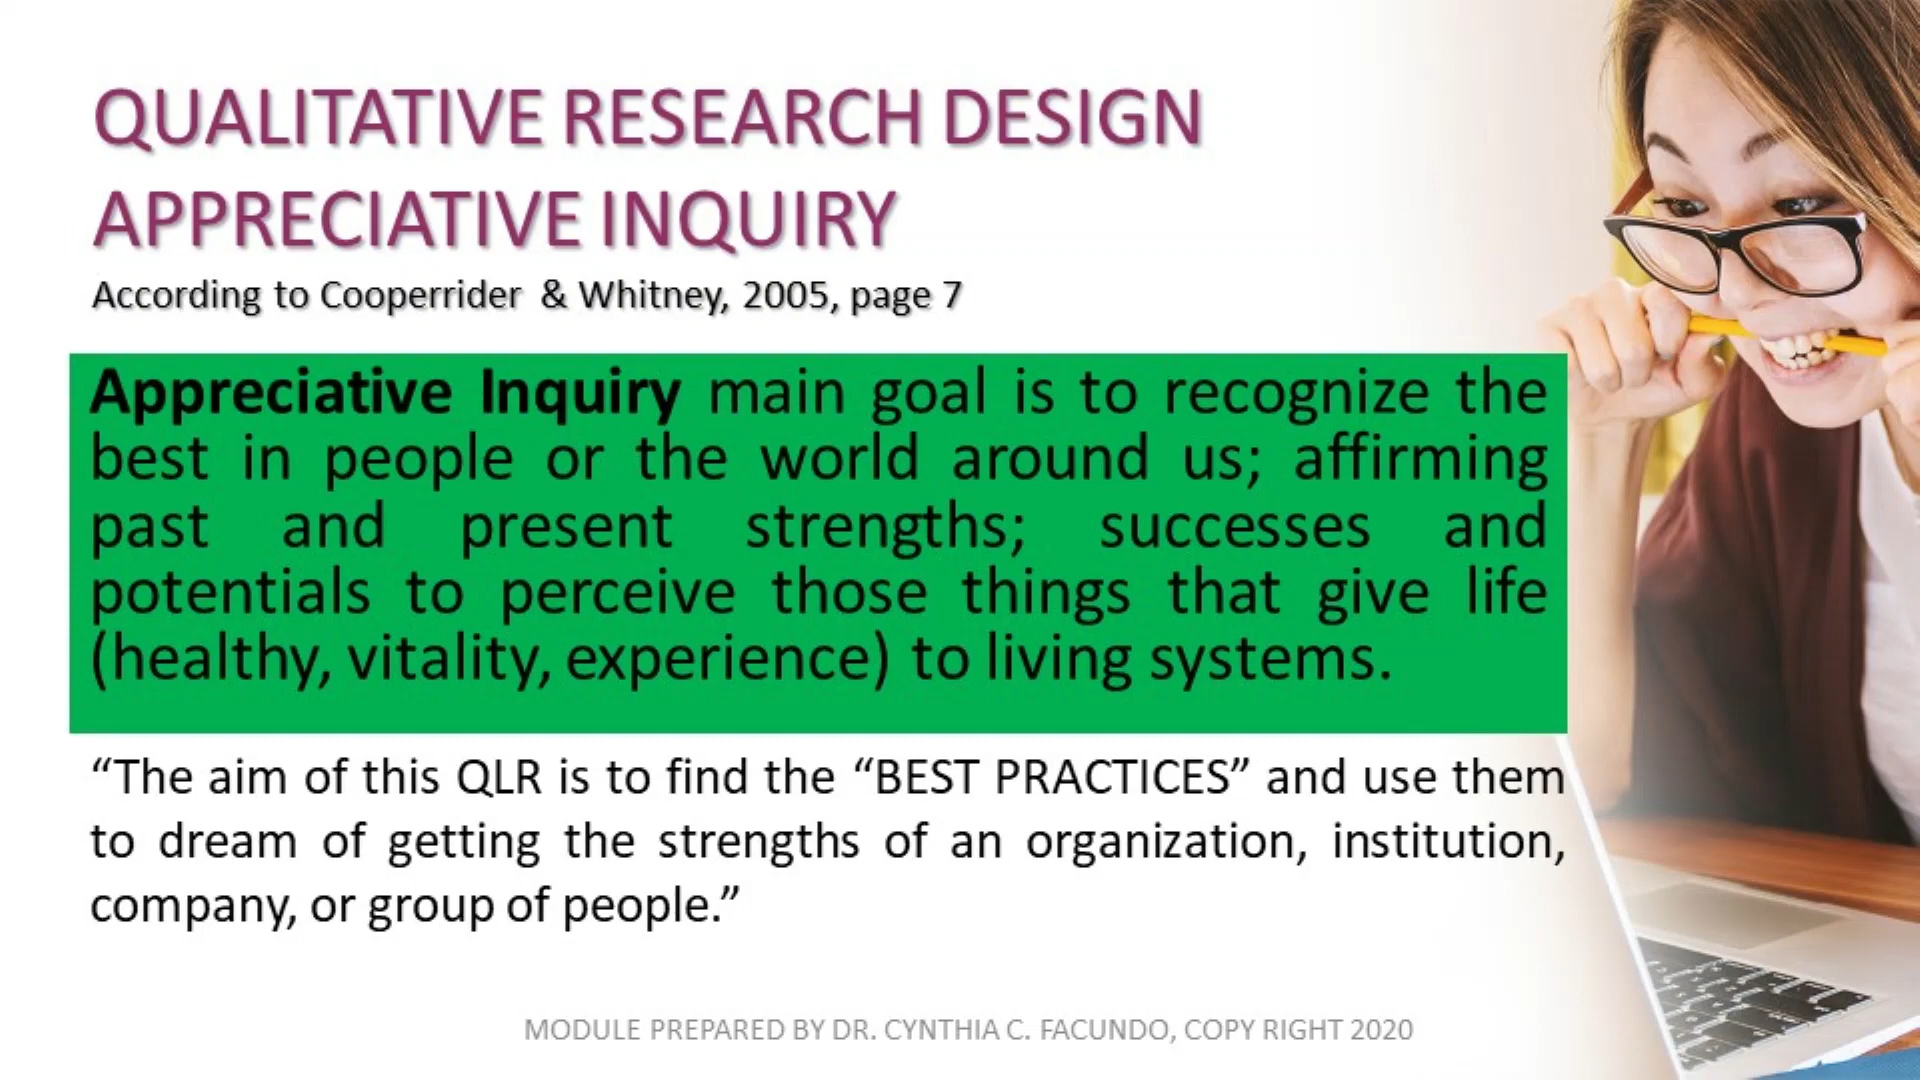 QUALITATIVE RESEARCH DESIGN
APPRECIATIVE INQUIRY
According to Cooperrider & Whitney, 2005, page 7
Appreciative Inquiry main goal is to recognize the
best in people or the world around us; affirming
past and present strengths; successes and
potentials to perceive those things that give life
(healthy, vitality, experience) to living systems.
“The aim of this QLR is to find the “BEST PRACTICES” and use them
to dream of getting the strengths of an organization, institution,
company, or group of people.”
MODULE PREPARED BY DR. CYNTHIA C. FACUNDO, COPY RIGHT 2020